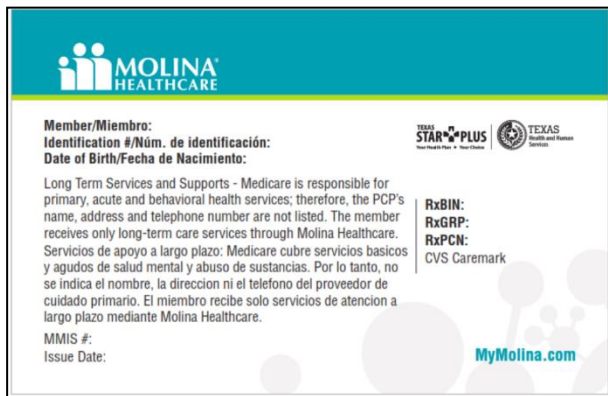 MOLINA
HEALTHCARE
Member/Miembro:
Identification #/Núm. de identificación:
Date of Birth/Fecha de Nacimiento:
TEXAS
STAR PLUS
Your Health Plan ★ Your Choice
TEXAS
Health and Human
Services
Long Term Services and Supports - Medicare is responsible for
primary, acute and behavioral health services; therefore, the PCP's
name, address and telephone number are not listed. The member
receives only long-term care services through Molina Healthcare.
Servicios de apoyo a largo plazo: Medicare cubre servicios basicos
y agudos de salud mental y abuso de sustancias. Por lo tanto, no
se indica el nombre, la direccion ni el telefono del proveedor de
cuidado primario. El miembro recibe solo servicios de atencion a
largo plazo mediante Molina Healthcare.
RxBIN:
RxGRP:
RxPCN:
CVS Caremark
MMIS #:
Issue Date:
MyMolina.com